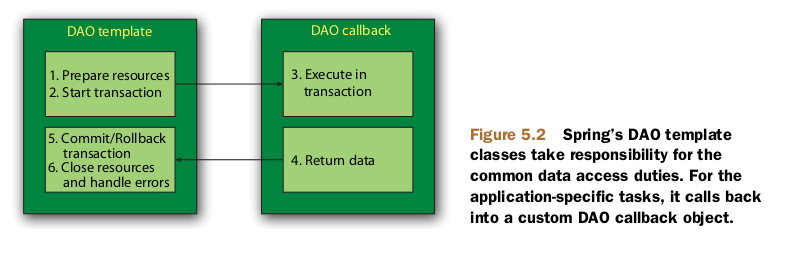 DAO template
1. Prepare resources
2. Start transaction
5. Commit/Rollback
transaction
6. Close resources
and handle errors
DAO callback
3. Execute in
transaction
4. Return data
Figure 5.2 Spring's DAO template
classes take responsibility for the
common data access duties. For the
application-specific tasks, it calls back
into a custom DAO callback object.